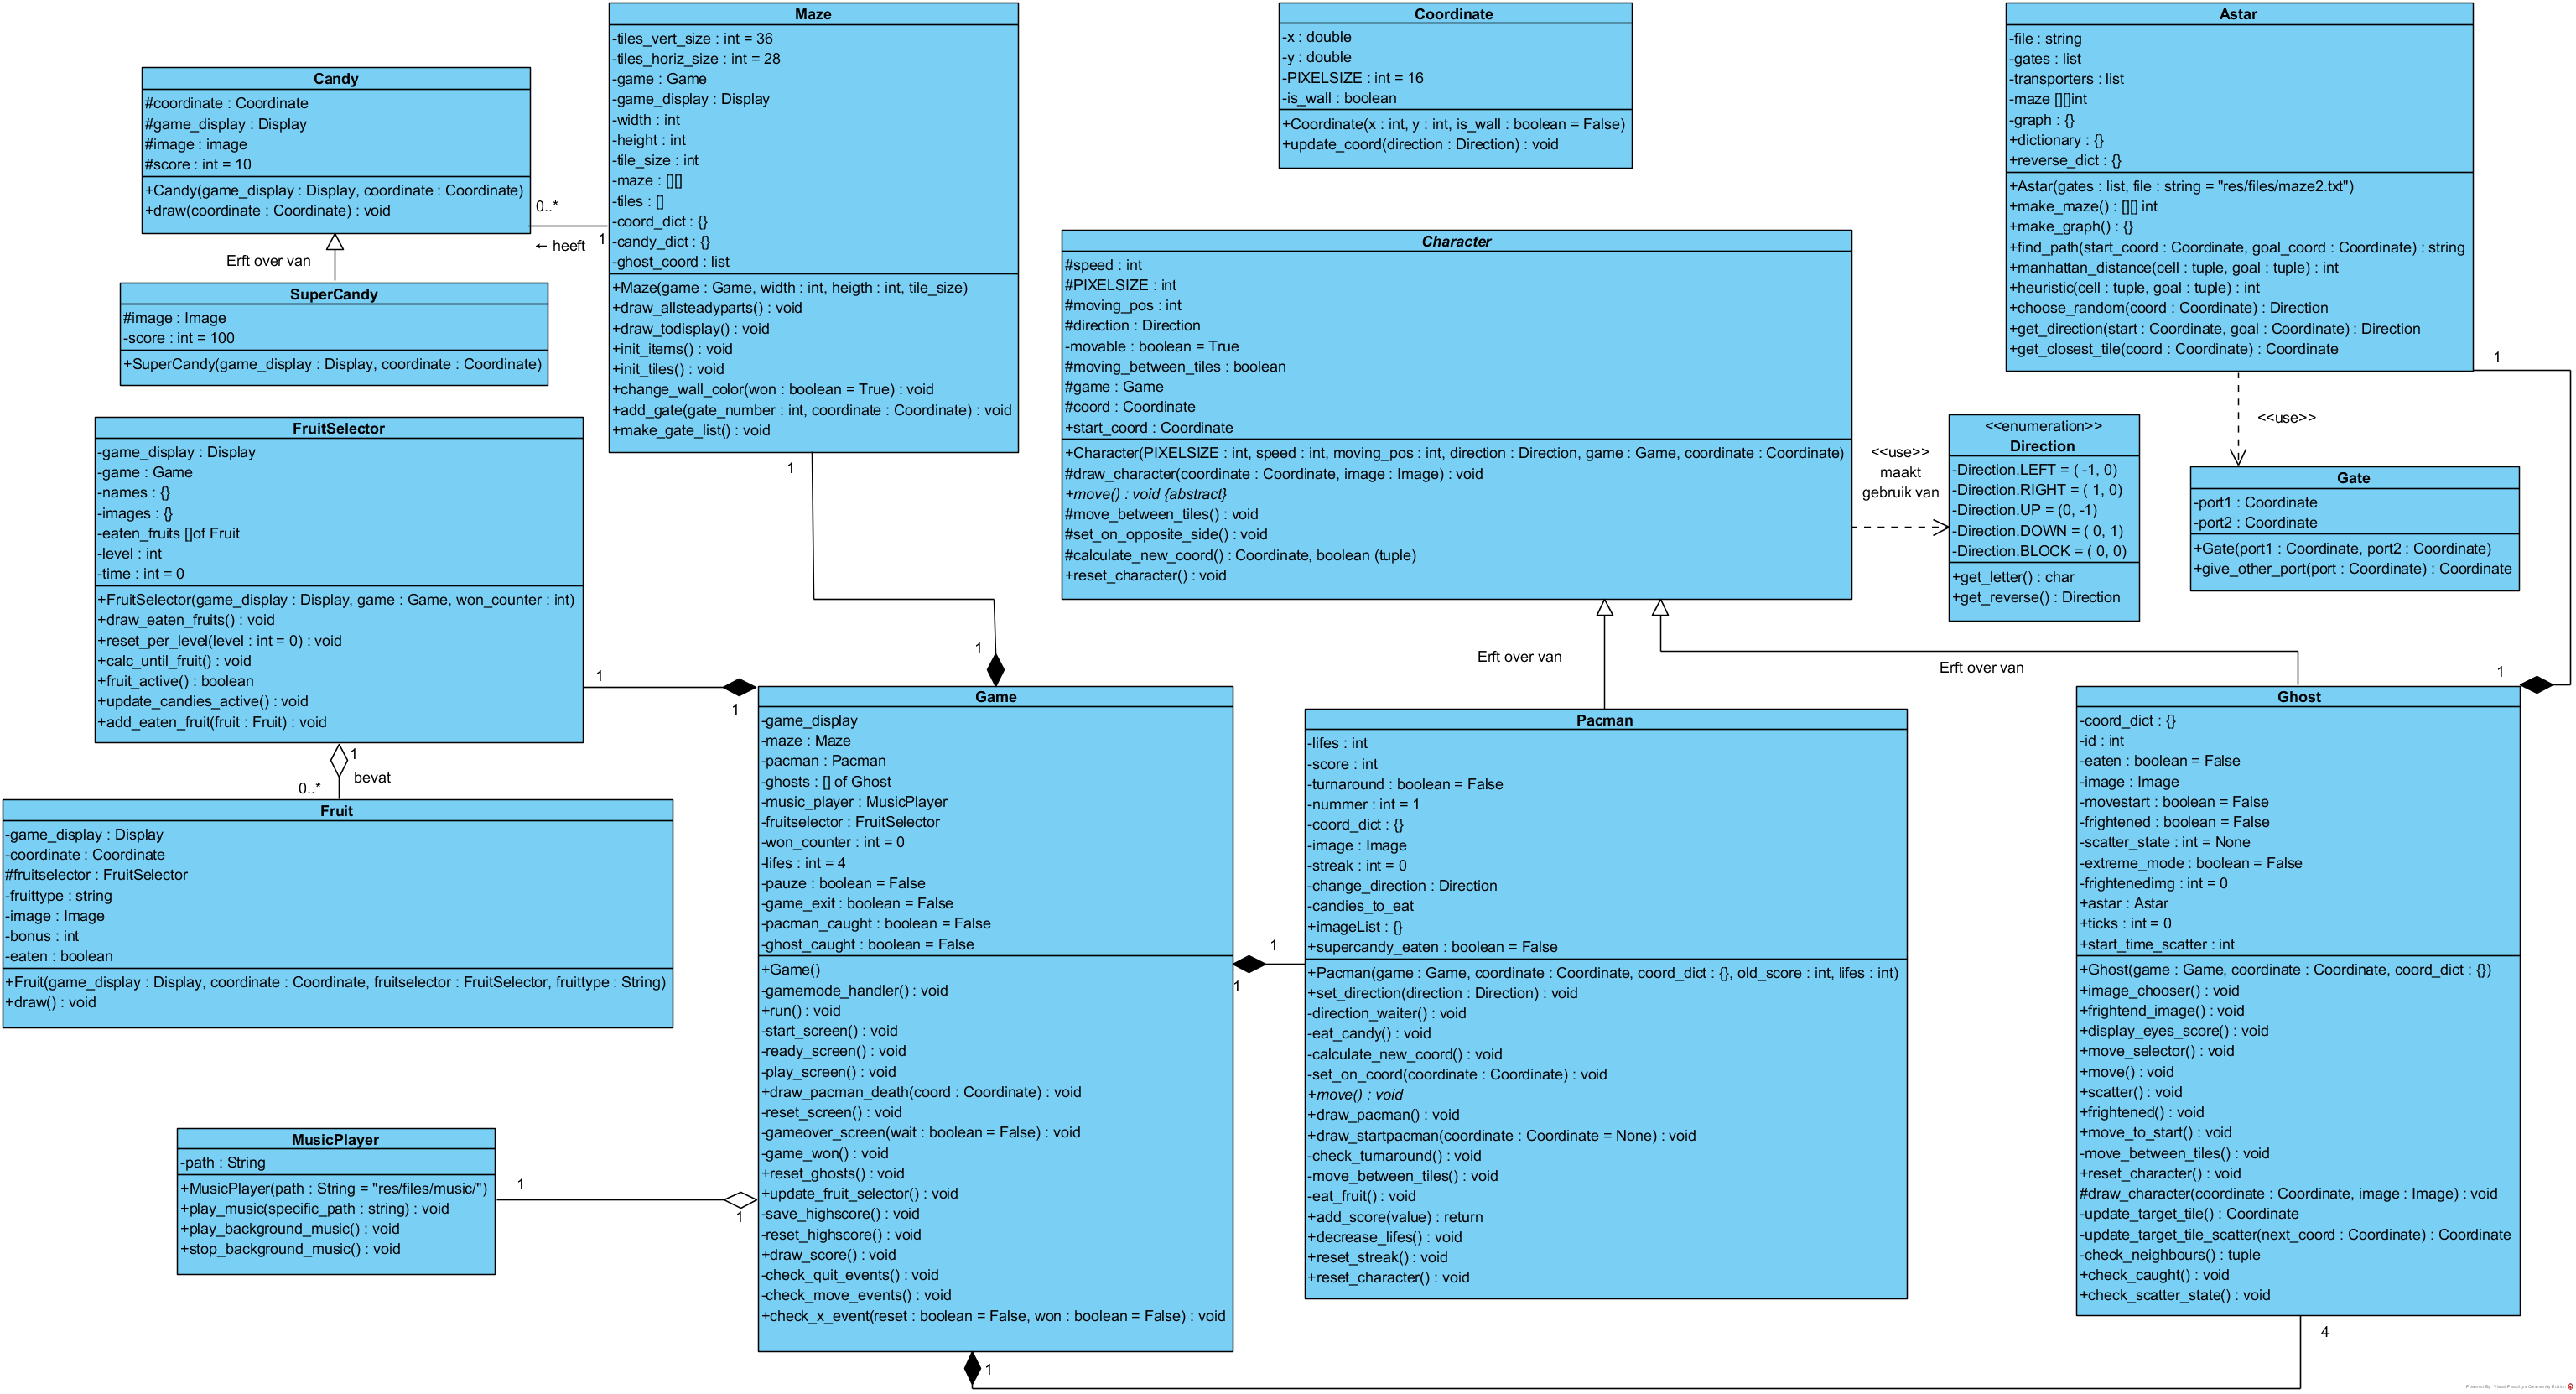 Maze
-tiles_vert_size : int = 36
-tiles_horiz_size : int = 28
-game : Game
-game_display : Display
-width : int
-height : int
-tile_size : int
-maze : [][]
-tiles : []
-coord_dict : {}
-candy_dict : {}
-ghost_coord : list
+Maze(game : Game, width : int, heigth : int, tile_size)
+draw_allsteadyparts() : void
+draw_todisplay() : void
+init_items() : void
+init_tiles() : void
+change_wall_color(won : boolean = True) : void
+add_gate(gate_number : int, coordinate : Coordinate) : void
+make_gate_list() : void
Coordinate
-x : double
-y : double
-PIXELSIZE : int = 16
-is_wall : boolean
+Coordinate(x : int, y : int, is_wall : boolean = False)
+update_coord(direction : Direction) : void
Astar
-file : string
-gates : list
-transporters : list
-maze [][]int
-graph : {}
+dictionary : {}
+reverse_dict : {}
+Astar(gates : list, file : string = "res/files/maze2.txt")
+make_maze() : [][] int
+make_graph() : {}
+find_path(start_coord : Coordinate, goal_coord : Coordinate) : string
+manhattan_distance(cell : tuple, goal : tuple) : int
+heuristic(cell : tuple, goal : tuple) : int
+choose_random(coord : Coordinate) : Direction
+get_direction(start : Coordinate, goal : Coordinate) : Direction
+get_closest_tile(coord : Coordinate) : Coordinate
Candy
#coordinate : Coordinate
#game_display : Display
#image : image
#score : int = 10
+Candy(game_display : Display, coordinate : Coordinate)
+draw(coordinate : Coordinate) : void
0..*
← heeft
1
Erft over van
SuperCandy
#image : Image
-score : int = 100
+SuperCandy(game_display : Display, coordinate : Coordinate)
Character
#speed : int
#PIXELSIZE : int
#moving_pos : int
#direction : Direction
-movable : boolean = True
#moving_between_tiles : boolean
#game : Game
#coord : Coordinate
+start_coord : Coordinate
+Character(PIXELSIZE : int, speed : int, moving_pos : int, direction : Direction, game : Game, coordinate : Coordinate)
#draw_character(coordinate : Coordinate, image : Image) : void
+move() : void {abstract}
#move_between_tiles() : void
#set_on_opposite_side() : void
#calculate_new_coord() : Coordinate, boolean (tuple)
+reset_character() : void
<<use>>
maakt
gebruik van
<<enumeration>>
Direction
-Direction.LEFT = ( -1, 0)
-Direction.RIGHT = ( 1, 0)
-Direction.UP = (0, -1)
-Direction.DOWN = ( 0, 1)
-Direction.BLOCK = ( 0, 0)
+get_letter() : char
+get_reverse() : Direction
<<use>>
1
Gate
-port1 : Coordinate
-port2 : Coordinate
+Gate(port1 : Coordinate, port2 : Coordinate)
+give_other_port(port : Coordinate) : Coordinate
FruitSelector
-game_display : Display
-game : Game
-names : {}
-images : {}
-eaten_fruits []of Fruit
-level : int
-time : int = 0
+FruitSelector(game_display : Display, game : Game, won_counter : int)
+draw_eaten_fruits() : void
+reset_per_level(level : int = 0) : void
+calc_until_fruit() : void
+fruit_active() : boolean
+update_candies_active() : void
+add_eaten_fruit(fruit : Fruit) : void
1
1
1
1
Erft over van
Erft over van
1
1
bevat
0..*
Fruit
-game_display : Display
-coordinate : Coordinate
#fruitselector : FruitSelector
-fruittype : string
-image : Image
-bonus : int
-eaten : boolean
+Fruit(game_display : Display, coordinate : Coordinate, fruitselector : FruitSelector, fruittype : String)
+draw() : void
Game
-game_display
-maze : Maze
-pacman : Pacman
-ghosts : [] of Ghost
-music_player : MusicPlayer
-fruitselector : FruitSelector
-won_counter : int = 0
-lifes : int = 4
-pauze : boolean = False
-game_exit : boolean = False
-pacman_caught : boolean = False
-ghost_caught : boolean = False
+Game()
-gamemode_handler() : void
+run() : void
-start_screen() : void
-ready_screen() : void
-play_screen() : void
+draw_pacman_death(coord : Coordinate) : void
-reset_screen() : void
-gameover_screen(wait : boolean = False) : void
-game_won() : void
+reset_ghosts() : void
+update_fruit_selector() : void
-save_highscore() : void
-reset_highscore() : void
+draw_score() : void
-check_quit_events() : void
-check_move_events() : void
+check_x_event(reset : boolean = False, won : boolean = False) : void
1
1
Pacman
-lifes : int
-score : int
-turnaround : boolean = False
-nummer : int = 1
-coord_dict : {}
-image : Image
-streak : int = 0
-change_direction : Direction
-candies_to_eat
+imageList : {}
+supercandy_eaten : boolean = False
+Pacman(game : Game, coordinate : Coordinate, coord_dict : {}, old_score : int, lifes : int)
+set_direction(direction : Direction) : void
-direction_waiter() : void
-eat_candy() : void
-calculate_new_coord() : void
-set_on_coord(coordinate : Coordinate) : void
+move() : void
+draw_pacman() : void
+draw_startpacman(coordinate : Coordinate = None) : void
-check_turnaround() : void
-move_between_tiles() : void
-eat_fruit() : void
+add_score(value) : return
+decrease_lifes() : void
+reset_streak() : void
+reset_character() : void
Ghost
-coord_dict : {}
-id : int
-eaten : boolean = False
-image : Image
-movestart : boolean = False
-frightened : boolean = False
-scatter_state : int = None
-extreme_mode : boolean = False
-frightenedimg : int = 0
+astar : Astar
+ticks : int = 0
+start_time_scatter : int
+Ghost(game : Game, coordinate : Coordinate, coord_dict : {})
+image_chooser() : void
+frightend_image() : void
+display_eyes_score() : void
+move_selector() : void
+move() : void
+scatter() : void
+frightened() : void
+move_to_start() : void
-move_between_tiles() : void
+reset_character() : void
#draw_character(coordinate : Coordinate, image : Image) : void
-update_target_tile() : Coordinate
-update_target_tile_scatter(next_coord : Coordinate) : Coordinate
-check_neighbours() : tuple
+check_caught() : void
+check_scatter_state() : void
MusicPlayer
-path : String
+MusicPlayer(path : String = "res/files/music/")
+play_music(specific_path : string) : void
+play_background_music() : void
+stop_background_music() : void
1
1
1
4
Powered By Visual Paradigm Community Edition